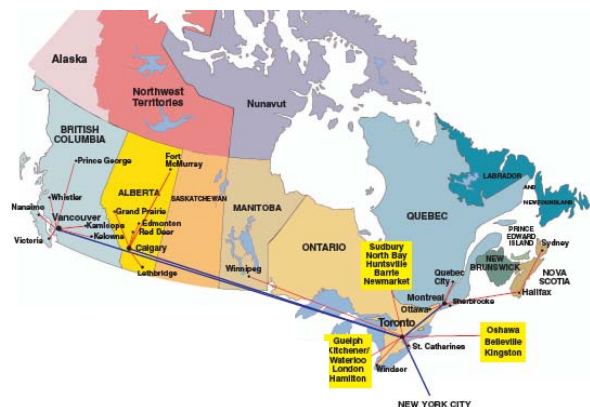 Alaska
Northwest
Territories
Nunavut
BRITISH
COLUMBIA
Prince George
Fort
McMurray
ALBERTA
SASKATCHEWAN
MANITOBA
ONTARIO
QUEBEC
LABRADOR
AND
NEWFOUNDLAND
PRINCE
EDWARD
ISLAND
Sydney
NEW
BRUNSWICK
NOVA
SCOTIA
Halifax
Whistler
Nanaimo
Vancouver
Kamloops
Kelowna
Victoria
Grand Prairie
Edmonton
Red Deer
Calgary
Lethbridge
Winnipeg
Sudbury
North Bay
Huntsville
Barrie
Newmarket
Quebec
City
Montreal
Sherbrooke
Ottawa
Toronto
St. Catharines
Windsor
Guelph
Kitchener/
Waterloo
London
Hamilton
Oshawa
Belleville
Kingston
NEW YORK CITY